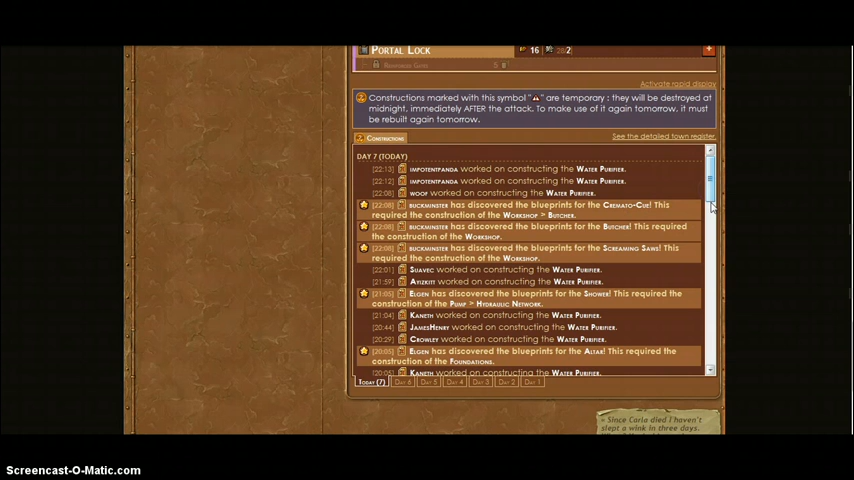 PORTAL LOCK 16 28/2
REINFORCE GATES 5
Activate rapid display
Constructions marked with this symbol "" are temporary : they will be destroyed at
midnight, immediately AFTER the attack. To make use of it again tomorrow, it must
be rebuilt again tomorrow.
CONSTRUCTIONS See the detailed town register.
DAY 7 (TODAY)
[22:13] IMPOTENTPANDA worked on constructing the WATER PURIFIER.
[22:12] IMPOTENTPANDA worked on constructing the WATER PURIFIER.
[22:08] WOOF worked on constructing the WATER PURIFIER.
[22:08] BUCKMINSTER has discovered the blueprints for the CREMATO-CUE! This
required the construction of the WORKSHOP > BUTCHER.
[22:08] BUCKMINSTER has discovered the blueprints for the BUTCHER! This required
the construction of the WORKSHOP.
[22:08] BUCKMINSTER has discovered the blueprints for the SCREAMING SAWS! This
required the construction of the WORKSHOP.
[22:01] SUAVEC worked on constructing the WATER PURIFIER.
[21:59] AYIZKITT worked on constructing the WATER PURIFIER.
[21:05] ELGEN has discovered the blueprints for the SHOWER! This required the
construction of the PUMP > HYDRAULIC NETWORK.
[21:04] KANETH worked on constructing the WATER PURIFIER.
[20:44] JAMESHENRY worked on constructing the WATER PURIFIER.
[20:29] CROWLEY worked on constructing the WATER PURIFIER.
[20:05] ELGEN has discovered the blueprints for the ALTAR! This required the
construction of the FOUNDATIONS.
[20:05] KANETH worked on constructing the WATER PURIFIER.
TODAY (7) DAY 6 DAY 5 DAY 4 DAY 3 DAY 2 DAY 1
« Since Carla died I haven't
slept a wink in three days.
Screencast-O-Matic.com